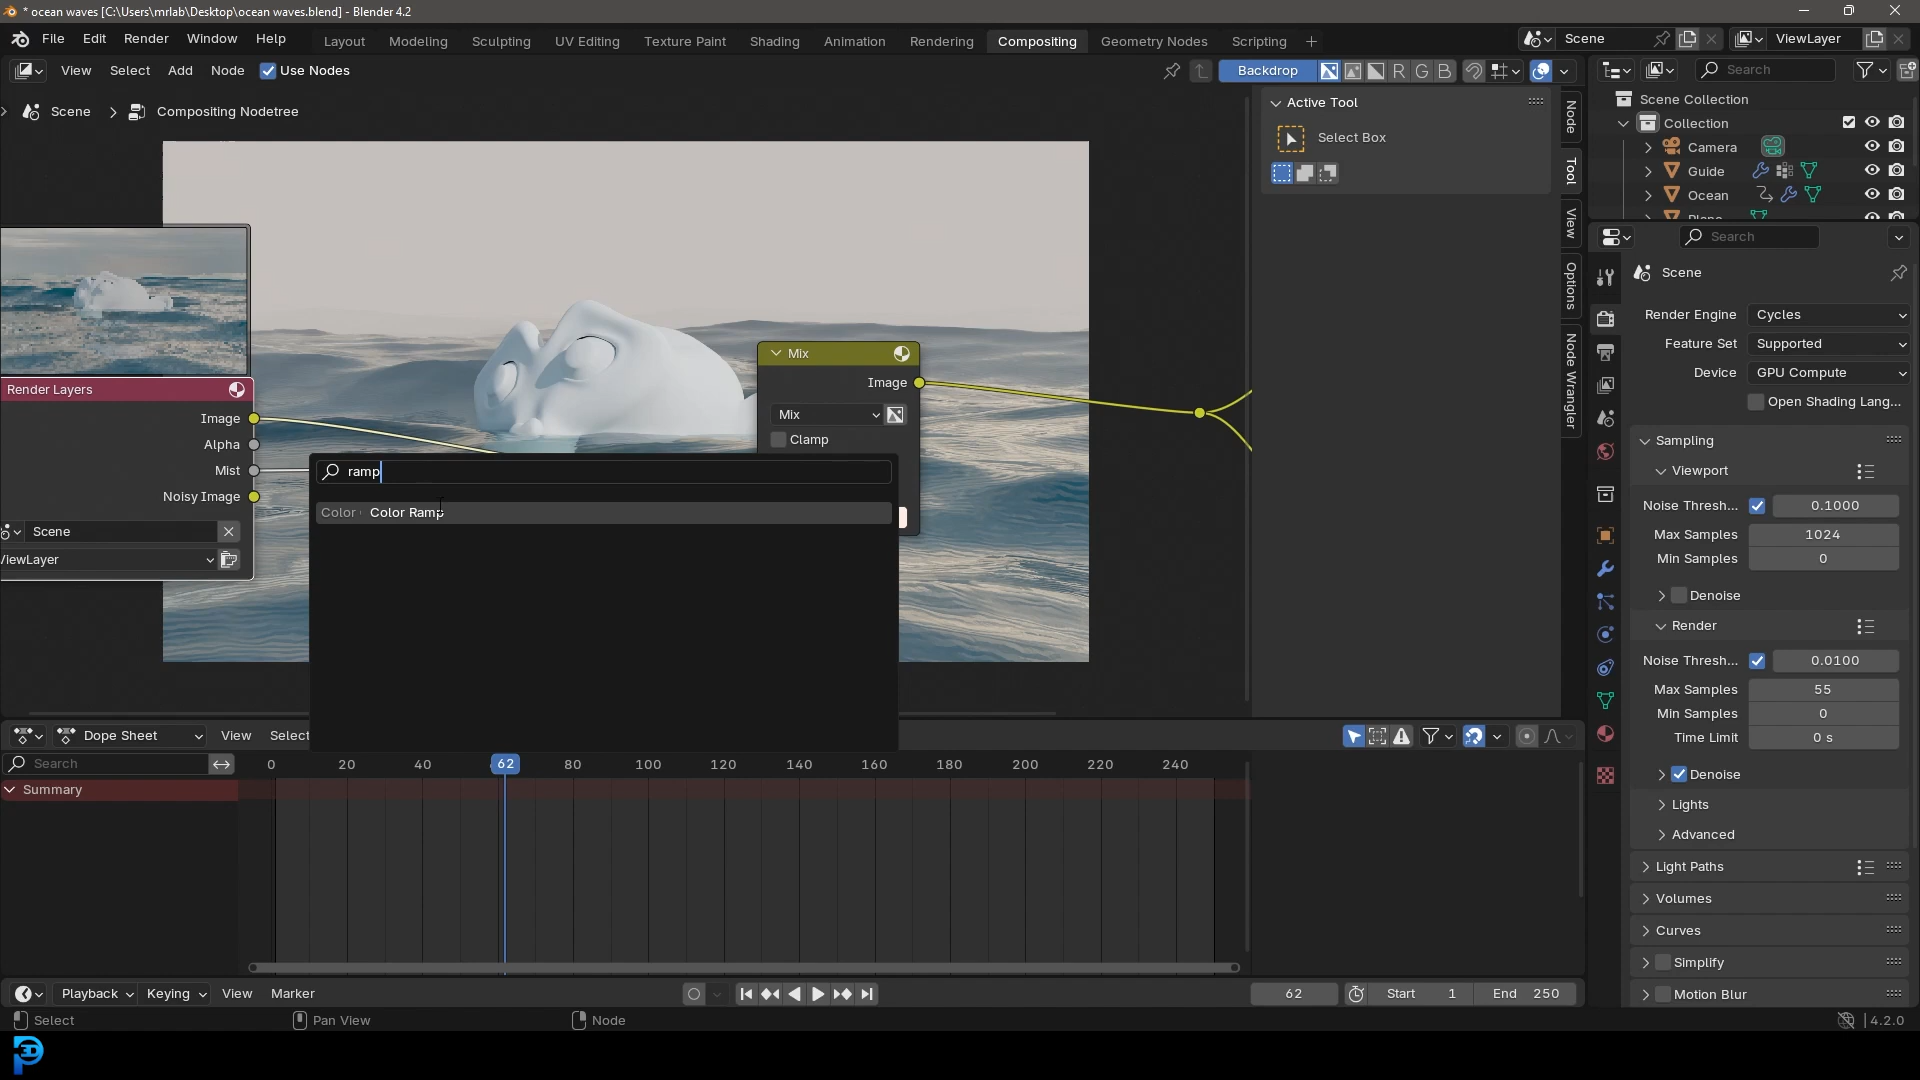 * ocean waves [C:\Users\mrlab\Desktop\ocean waves.blend] - Blender 4.2
File Edit Render Window Help
Layout Modeling Sculpting UV Editing Texture Paint Shading Animation Rendering Compositing Geometry Nodes Scripting +
Scene
ViewLayer
View Select Add Node Use Nodes
Backdrop R G B
Search
Scene Compositing Nodetree
Active Tool
Select Box
Node
Tool
View
Options
Node Wrangler
Scene Collection
Collection
Camera
Guide
Ocean
Plane
Search
Scene
Render Engine Cycles
Feature Set Supported
Device GPU Compute
Open Shading Lang...
Sampling
Viewport
Noise Thresh... 0.1000
Max Samples 1024
Min Samples 0
Denoise
Render
Noise Thresh... 0.0100
Max Samples 55
Min Samples 0
Time Limit 0 s
Denoise
Lights
Advanced
Light Paths
Volumes
Curves
Simplify
Motion Blur
Render Layers
Image
Alpha
Mist
Noisy Image
Scene
ViewLayer
Mix
Image
Mix
Clamp
ramp
Color Color Ramp
Dope Sheet View Select
Search
0 20 40 62 80 100 120 140 160 180 200 220 240
Summary
Playback Keying View Marker
62 Start 1 End 250
Select Pan View Node
4.2.0